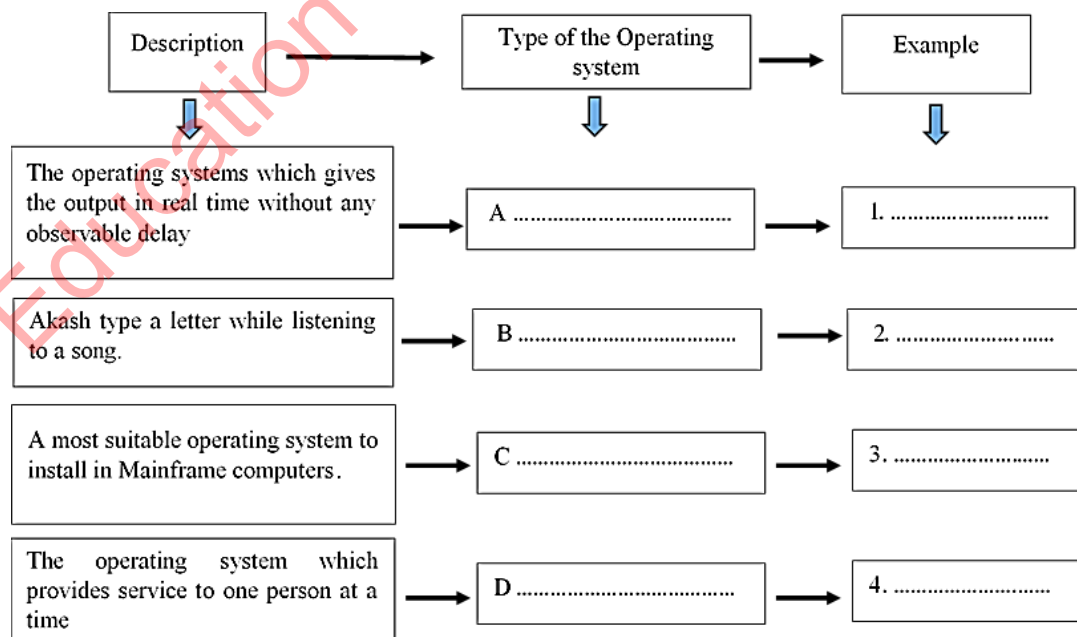 Description
Type of the Operating
system
Example
The operating systems which gives
the output in real time without any
observable delay
A ......................................
1. ............................
Akash type a letter while listening
to a song.
B ......................................
2. ............................
A most suitable operating system to
install in Mainframe computers.
C ......................................
3. ............................
The operating system which
provides service to one person at a
time
D ......................................
4. ............................
Education